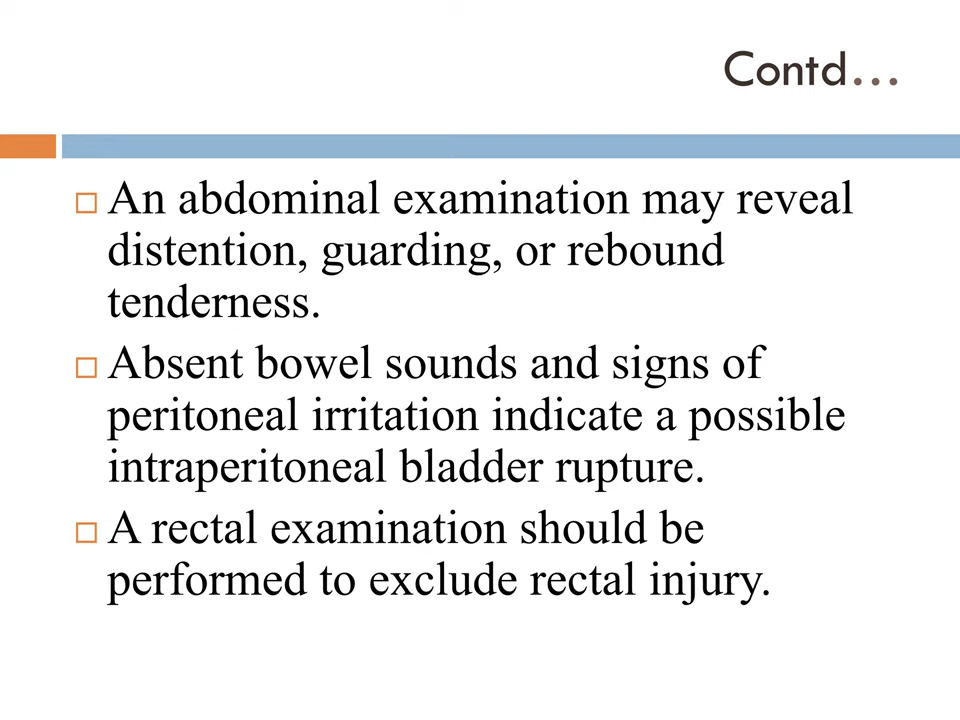 Contd…
An abdominal examination may reveal
distention, guarding, or rebound
tenderness.
Absent bowel sounds and signs of
peritoneal irritation indicate a possible
intraperitoneal bladder rupture.
A rectal examination should be
performed to exclude rectal injury.